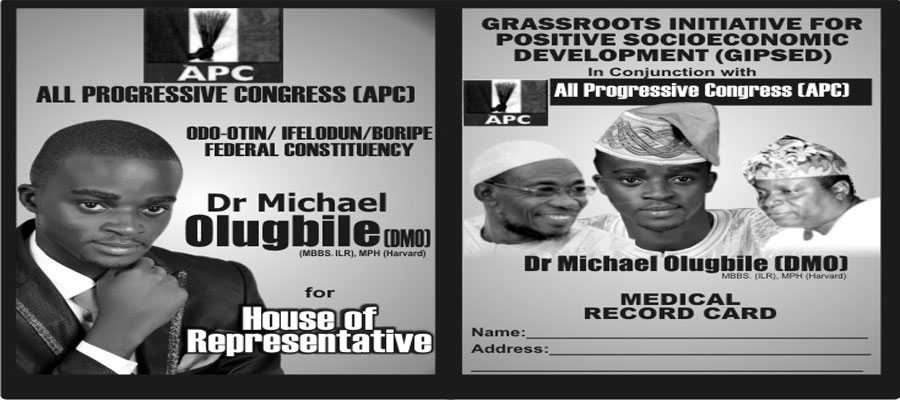 APC
ALL PROGRESSIVE CONGRESS (APC)
ODO-OTIN/ IFELODUN/BORIPE
FEDERAL CONSTITUENCY
Dr Michael
Olugbile (DMO)
(MBBS. ILR), MPH (Harvard)
for
House of
Representative
GRASSROOTS INITIATIVE FOR
POSITIVE SOCIOECONOMIC
DEVELOPMENT (GIPSED)
In Conjunction with
APC
All Progressive Congress (APC)
Dr Michael Olugbile (DMO)
MBBS. (ILR), MPH (Harvard)
MEDICAL
RECORD CARD
Name:
Address: